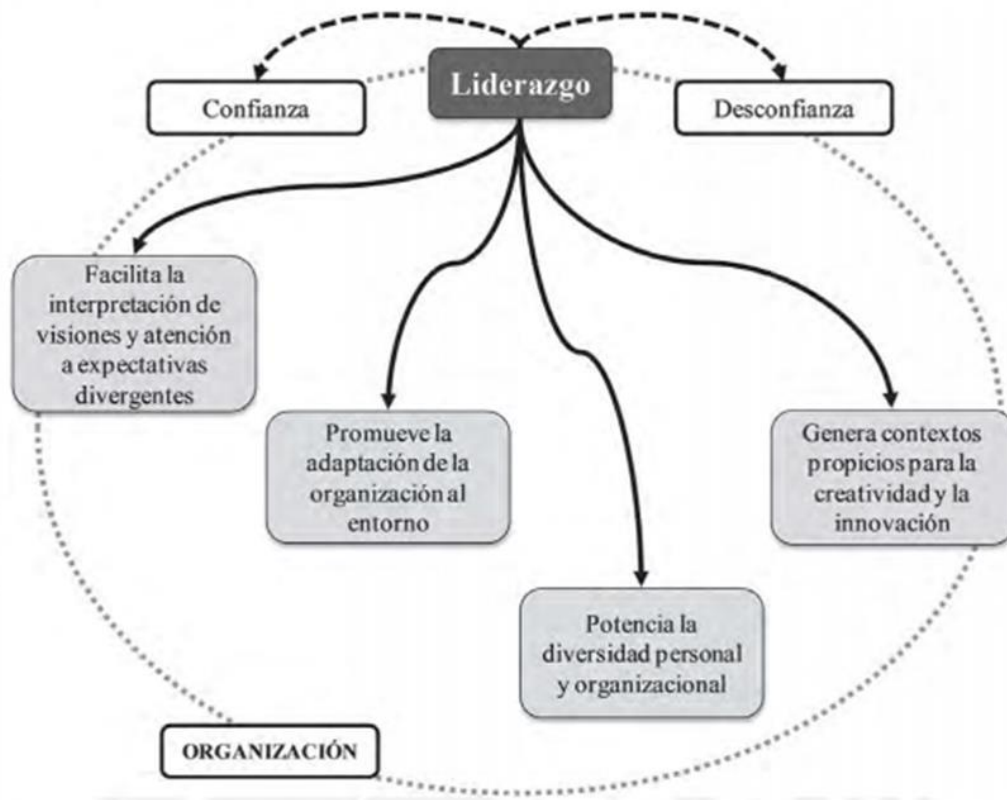 Liderazgo
Confianza
Desconfianza
Facilita la
interpretación de
visiones y atención
a expectativas
divergentes
Promueve la
adaptación de la
organización al
entorno
Genera contextos
propicios para la
creatividad y la
innovación
Potencia la
diversidad personal
y organizacional
ORGANIZACIÓN